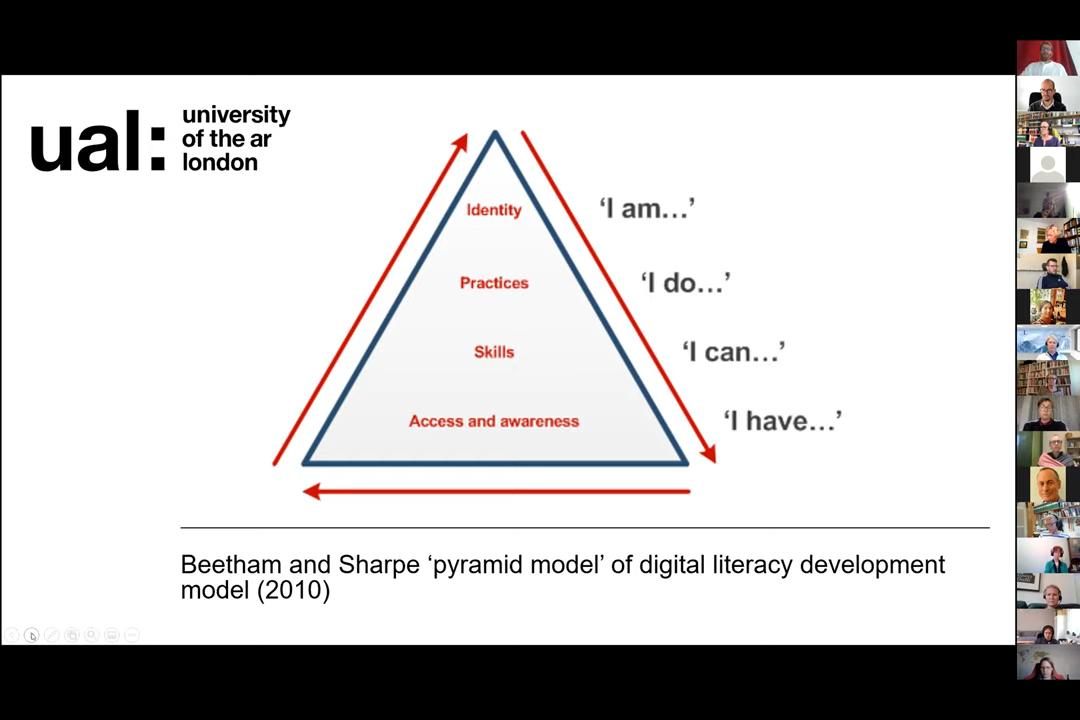 ual:
university
of the ar
london
Identity
‘I am…’
Practices
‘I do…’
Skills
‘I can…’
Access and awareness
‘I have…’
Beetham and Sharpe ‘pyramid model’ of digital literacy development
model (2010)